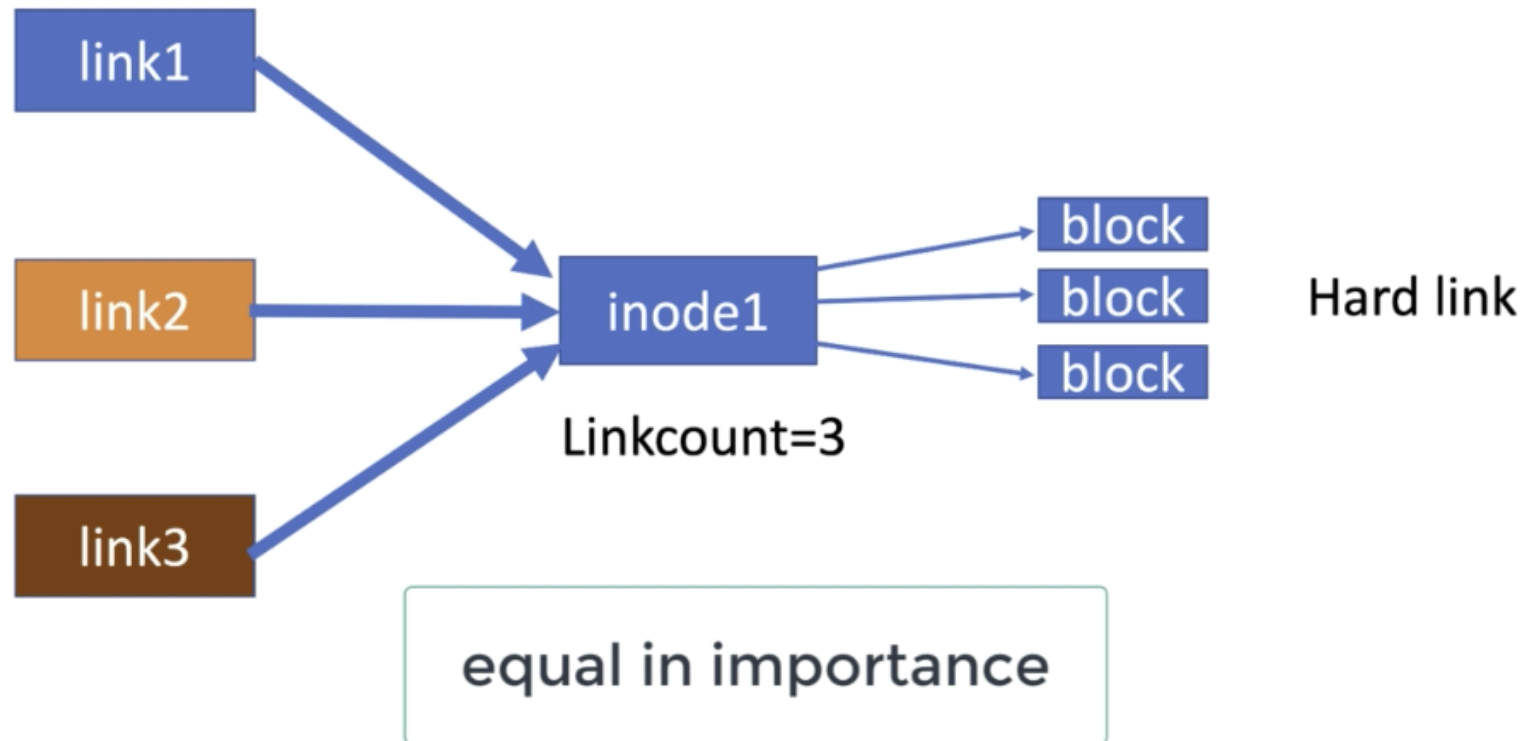 link1
link2
link3
inode1
Linkcount=3
block
block
block
Hard link
equal in importance